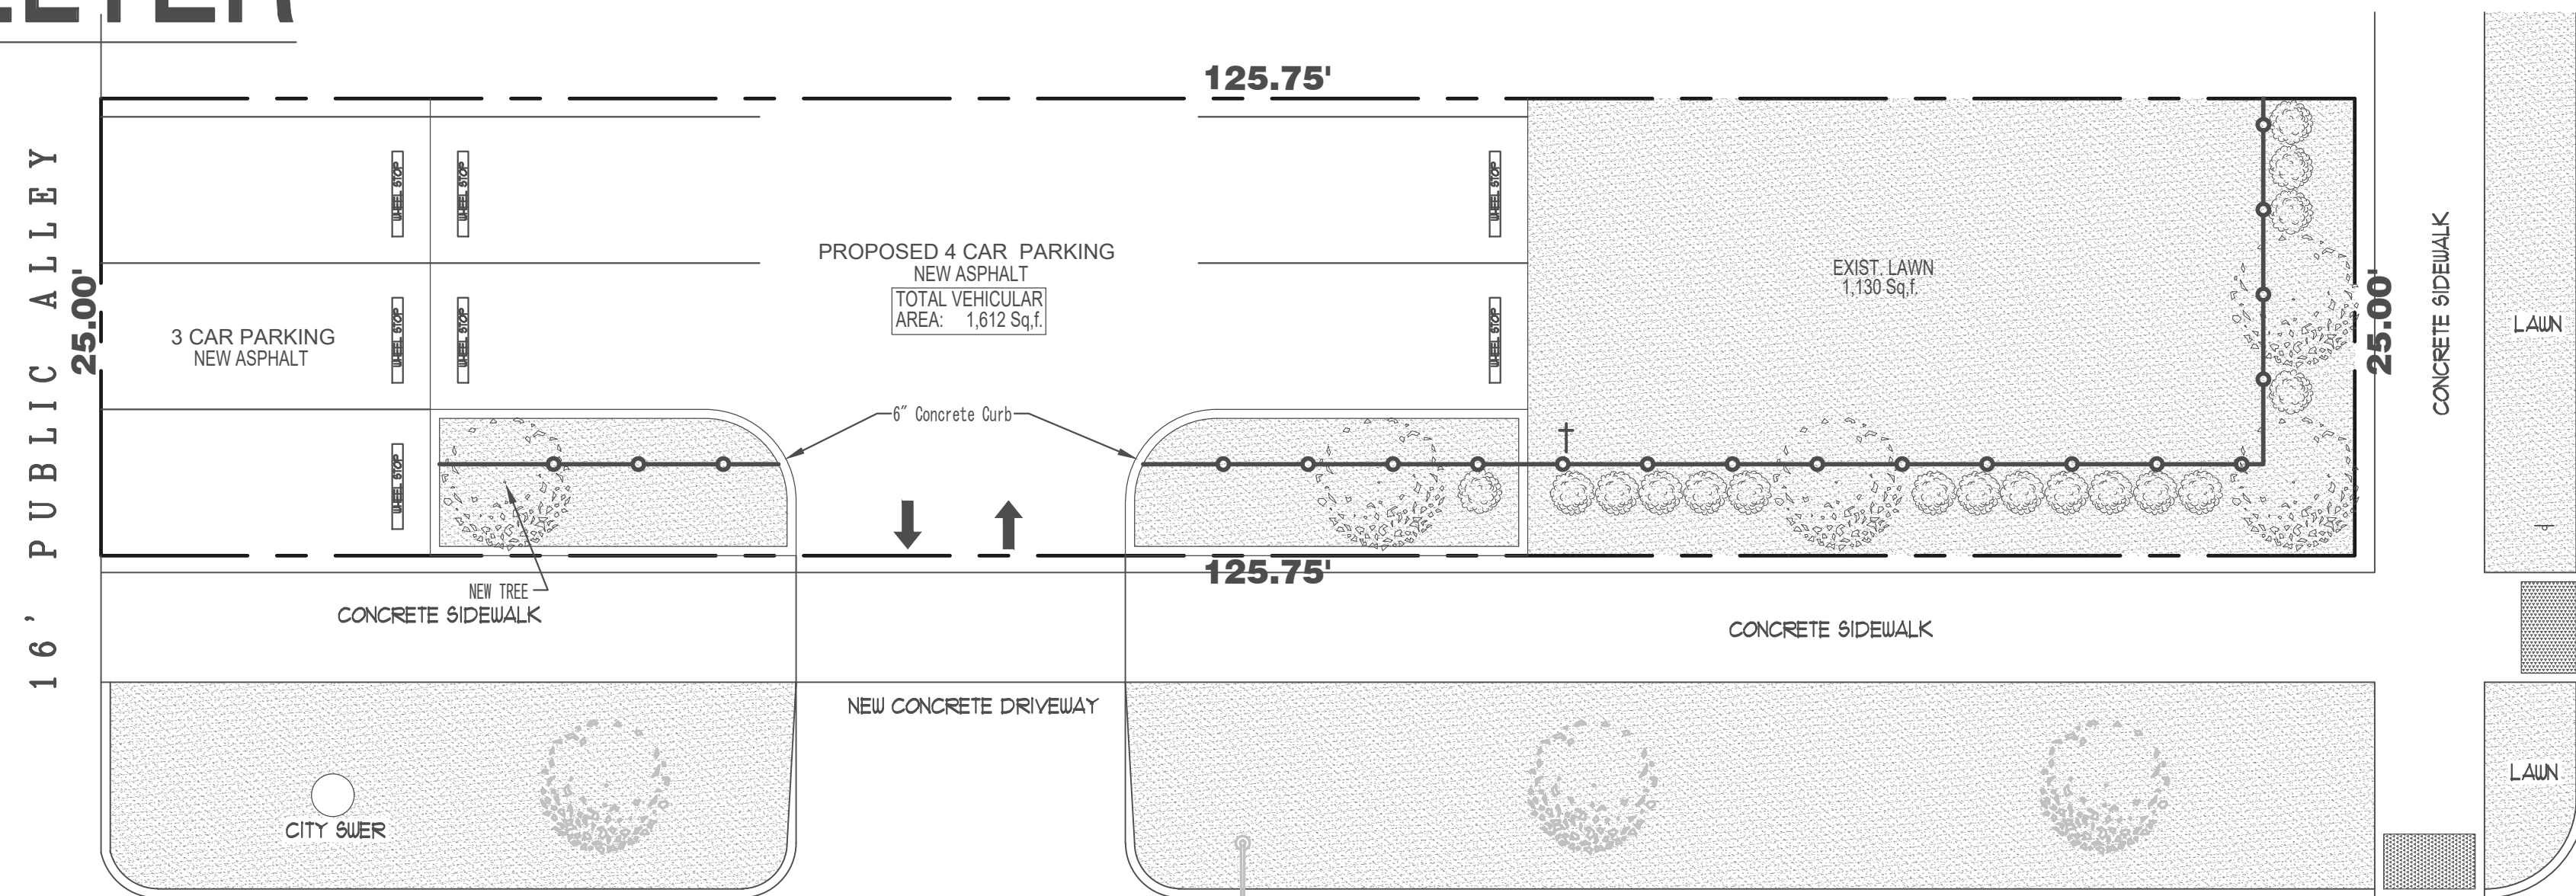 125.75'
16' PUBLIC ALLEY
25.00'
WHEEL STOP
WHEEL STOP
WHEEL STOP
WHEEL STOP
WHEEL STOP
WHEEL STOP
WHEEL STOP
3 CAR PARKING
NEW ASPHALT
PROPOSED 4 CAR PARKING
NEW ASPHALT
TOTAL VEHICULAR
AREA: 1,612 Sq,f.
6" Concrete Curb
EXIST. LAWN
1,130 Sq,f.
25.00'
CONCRETE SIDEWALK
LAWN
125.75'
NEW TREE
CONCRETE SIDEWALK
CONCRETE SIDEWALK
NEW CONCRETE DRIVEWAY
CITY SWER
LAWN